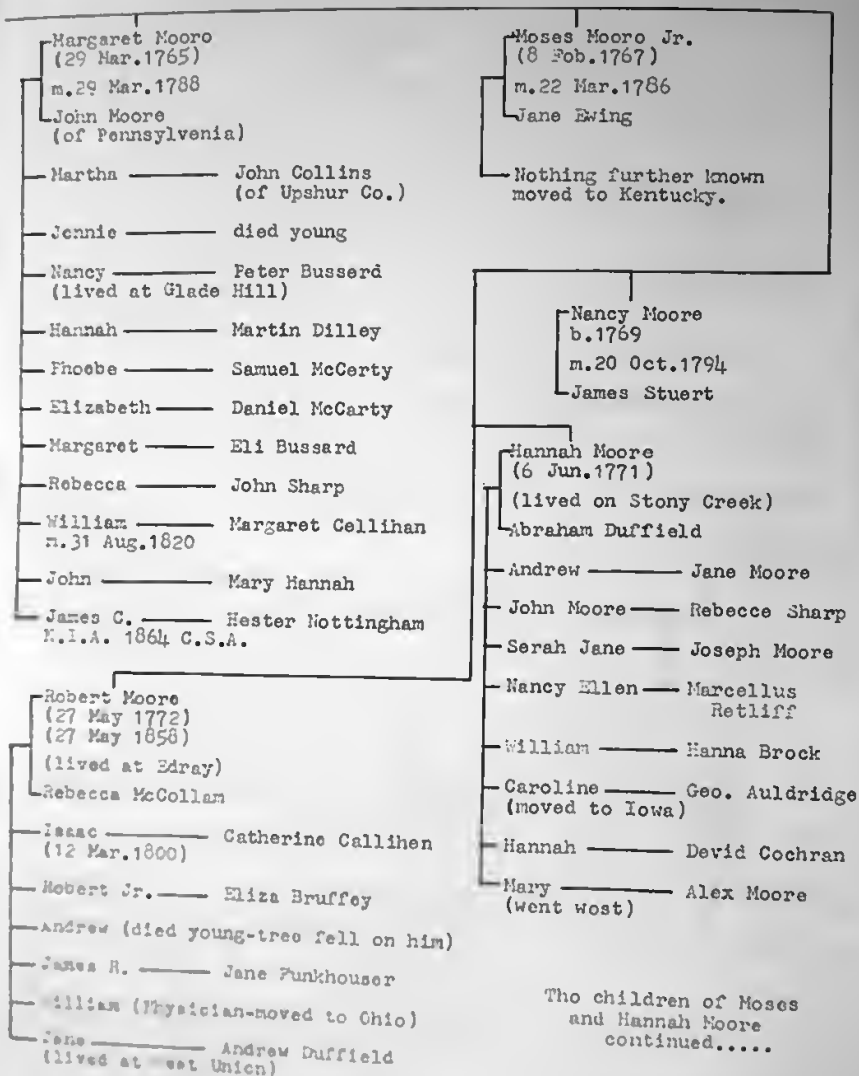 Margaret Mooro
(29 Mar.1765)
m.29 Mar.1788
John Moore
(of Pennsylvenia)
Martha John Collins
(of Upshur Co.)
Jennie died young
Nancy Peter Busserd
(lived at Glade Hill)
Hannah Martin Dilley
Phoebe Samuel McCerty
Elizabeth Daniel McCarty
Margaret Eli Bussard
Rebecca John Sharp
William Margaret Cellihan
m.31 Aug.1820
John Mary Hannah
James C. Hester Nottingham
K.I.A. 1864 C.S.A.
Moses Mooro Jr.
(8 Fob.1767)
m.22 Mar.1786
Jane Ewing
Nothing further known
moved to Kentucky.
Nancy Moore
b.1769
m.20 Oct.1794
James Stuert
Hannah Moore
(6 Jun.1771)
(lived on Stony Creek)
Abraham Duffield
Andrew Jane Moore
John Moore Rebecce Sharp
Serah Jane Joseph Moore
Nancy Ellen Marcellus
Retliff
William Hanna Brock
Caroline Geo. Auldridge
(moved to Iowa)
Hannah Devid Cochran
Mary Alex Moore
(went wost)
Robert Moore
(27 May 1772)
(27 May 1858)
(lived at Edray)
Rebecca McCollam
Isaac Catherine Callihen
(12 Mar.1800)
Robert Jr. Eliza Bruffey
Andrew (died young-tree fell on him)
James R. Jane Funkhouser
William (Physician-moved to Ohio)
Jane Andrew Duffield
(lived at Union)
Tho children of Moses
and Hannah Moore
continued.....